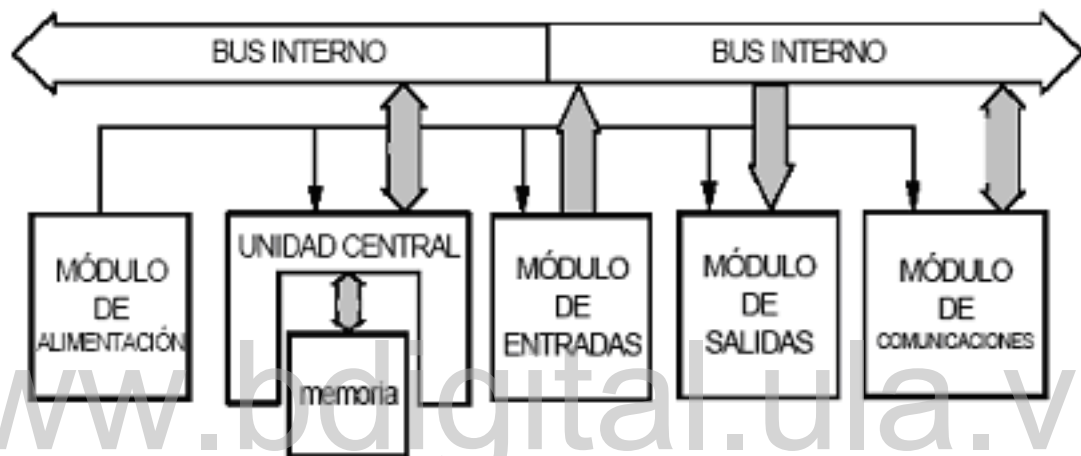 BUS INTERNO
BUS INTERNO
MÓDULO
DE
ALIMENTACIÓN
UNIDAD CENTRAL
memoria
MÓDULO
DE
ENTRADAS
MÓDULO
DE
SALIDAS
MÓDULO
DE
COMUNICACIONES
ww.bdigital.ula.v